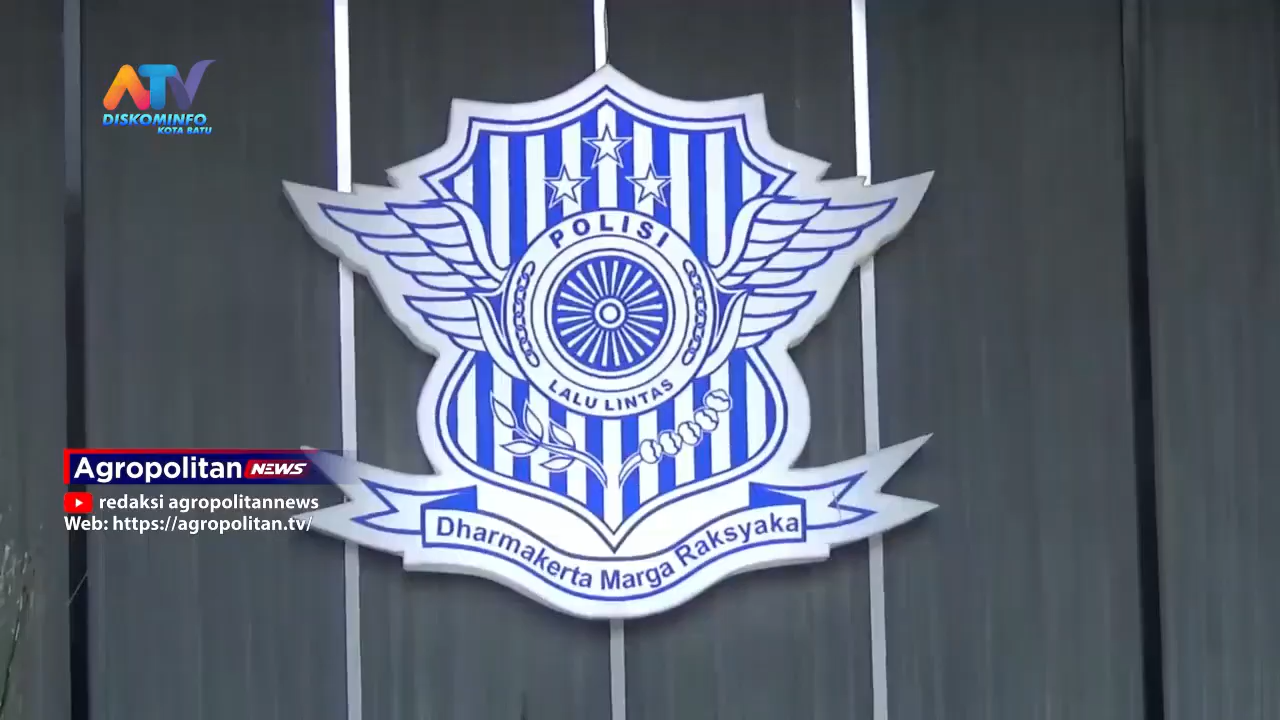 ATV
DISKOMINFO
KOTA BATU
POLISI
LALU LINTAS
Dharmakerta Marga Raksyaka
Agropolitan NEWS
redaksi agropolitannews
Web: https://agropolitan.tv/